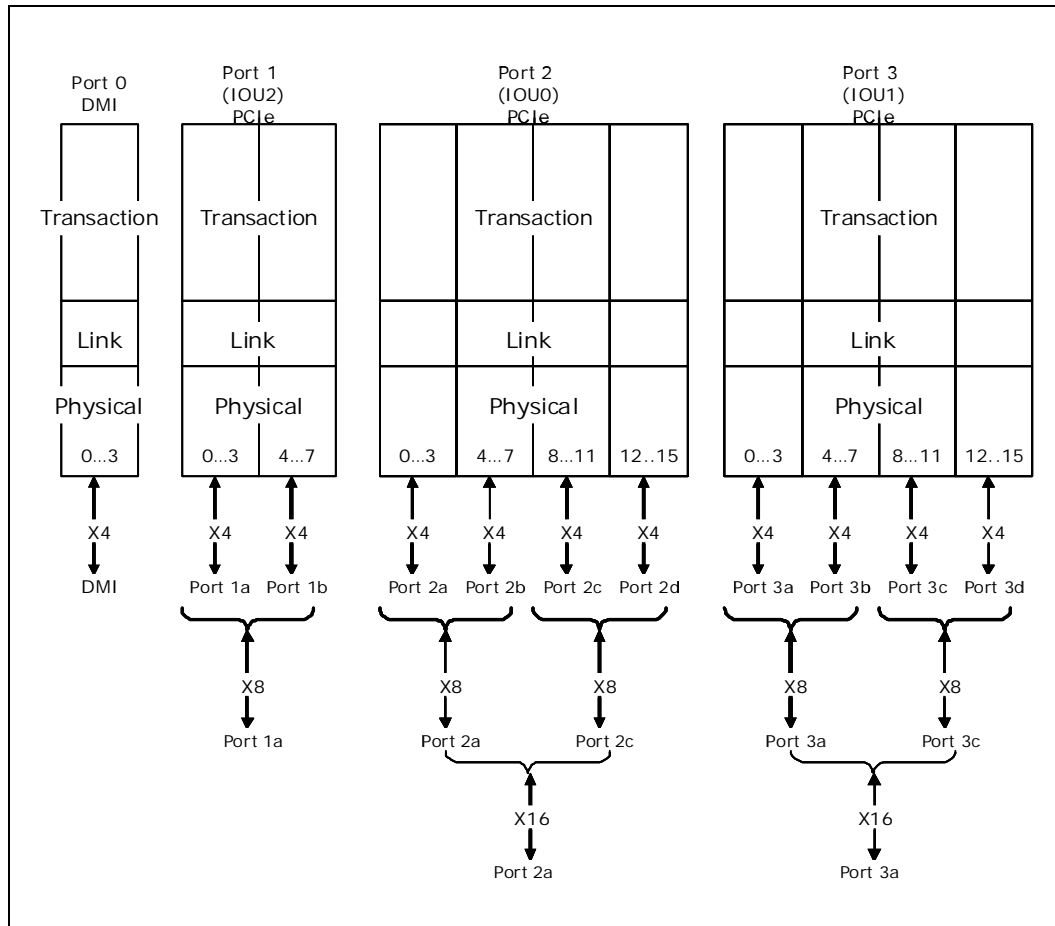 Port 0
DMI
Port 1
(IOU2)
PCIe
Port 2
(IOU0)
PCIe
Port 3
(IOU1)
PCIe
Transaction
Transaction
Transaction
Transaction
Link
Link
Link
Link
Physical
Physical
Physical
Physical
0...3
0...3
4...7
0...3
4...7
8...11
12..15
0...3
4...7
8...11
12..15
X4
X4
X4
X4
X4
X4
X4
X4
X4
X4
X4
DMI
Port 1a
Port 1b
Port 2a
Port 2b
Port 2c
Port 2d
Port 3a
Port 3b
Port 3c
Port 3d
X8
X8
X8
X8
X8
Port 1a
Port 2a
Port 2c
Port 3a
Port 3c
X16
X16
Port 2a
Port 3a